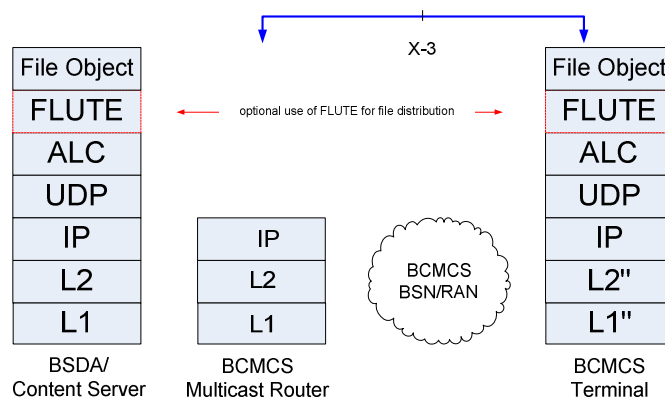 X-3
File Object
FLUTE
ALC
UDP
IP
L2
L1
BSDA/
Content Server
optional use of FLUTE for file distribution
IP
L2
L1
BCMCS
Multicast Router
BCMCS
BSN/RAN
File Object
FLUTE
ALC
UDP
IP
L2"
L1"
BCMCS
Terminal